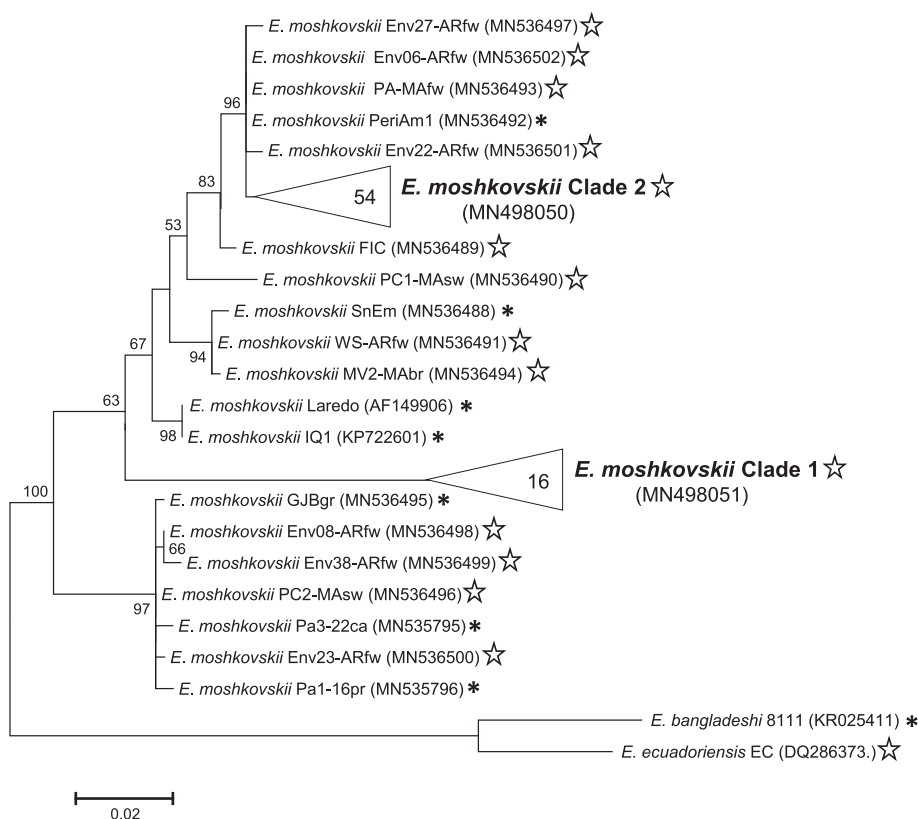 E. moshkovskii Env27-ARfw (MN536497) ☆
E. moshkovskii Env06-ARfw (MN536502) ☆
E. moshkovskii PA-MAfw (MN536493) ☆
96
E. moshkovskii PeriAm1 (MN536492) *
E. moshkovskii Env22-ARfw (MN536501) ☆
83
54
E. moshkovskii Clade 2 ☆
(MN498050)
53
E. moshkovskii FIC (MN536489) ☆
E. moshkovskii PC1-MAsw (MN536490) ☆
E. moshkovskii SnEm (MN536488) *
67
E. moshkovskii WS-ARfw (MN536491) ☆
94
E. moshkovskii MV2-MAbr (MN536494) ☆
63
E. moshkovskii Laredo (AF149906) *
98
E. moshkovskii IQ1 (KP722601) *
16
E. moshkovskii Clade 1 ☆
(MN498051)
100
E. moshkovskii GJBgr (MN536495) *
E. moshkovskii Env08-ARfw (MN536498) ☆
66
E. moshkovskii Env38-ARfw (MN536499) ☆
E. moshkovskii PC2-MAsw (MN536496) ☆
97
E. moshkovskii Pa3-22ca (MN535795) *
E. moshkovskii Env23-ARfw (MN536500) ☆
E. moshkovskii Pa1-16pr (MN535796) *
E. bangladeshi 8111 (KR025411) *
E. ecuadoriensis EC (DQ286373.) ☆
0.02